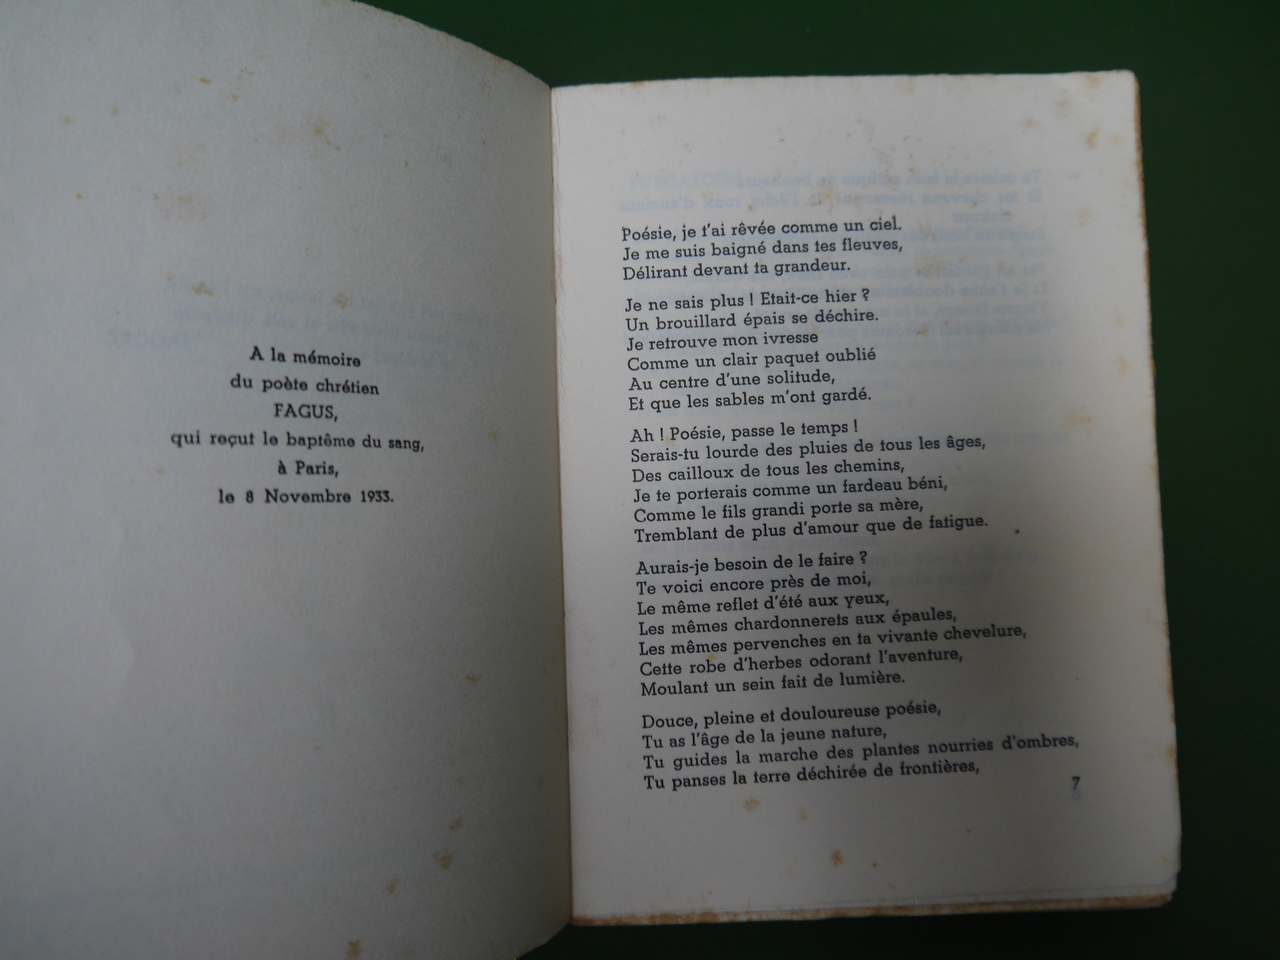 A la mémoire
du poète chrétien
FAGUS,
qui reçut le baptême du sang,
à Paris,
le 8 Novembre 1933.
Poésie, je t'ai rêvée comme un ciel.
Je me suis baigné dans tes fleuves,
Délirant devant ta grandeur.
Je ne sais plus ! Etait-ce hier ?
Un brouillard épais se déchire.
Je retrouve mon ivresse
Comme un clair paquet oublié
Au centre d'une solitude,
Et que les sables m'ont gardé.
Ah ! Poésie, passe le temps !
Serais-tu lourde des pluies de tous les âges,
Des cailloux de tous les chemins,
Je te porterais comme un fardeau béni,
Comme le fils grandi porte sa mère,
Tremblant de plus d'amour que de fatigue.
Aurais-je besoin de le faire ?
Te voici encore près de moi,
Le même reflet d'été aux yeux,
Les mêmes chardonnerets aux épaules,
Les mêmes pervenches en ta vivante chevelure,
Cette robe d'herbes odorant l'aventure,
Moulant un sein fait de lumière.
Douce, pleine et douloureuse poésie,
Tu as l'âge de la jeune nature,
Tu guides la marche des plantes nourries d'ombres,
Tu panses la terre déchirée de frontières,
7